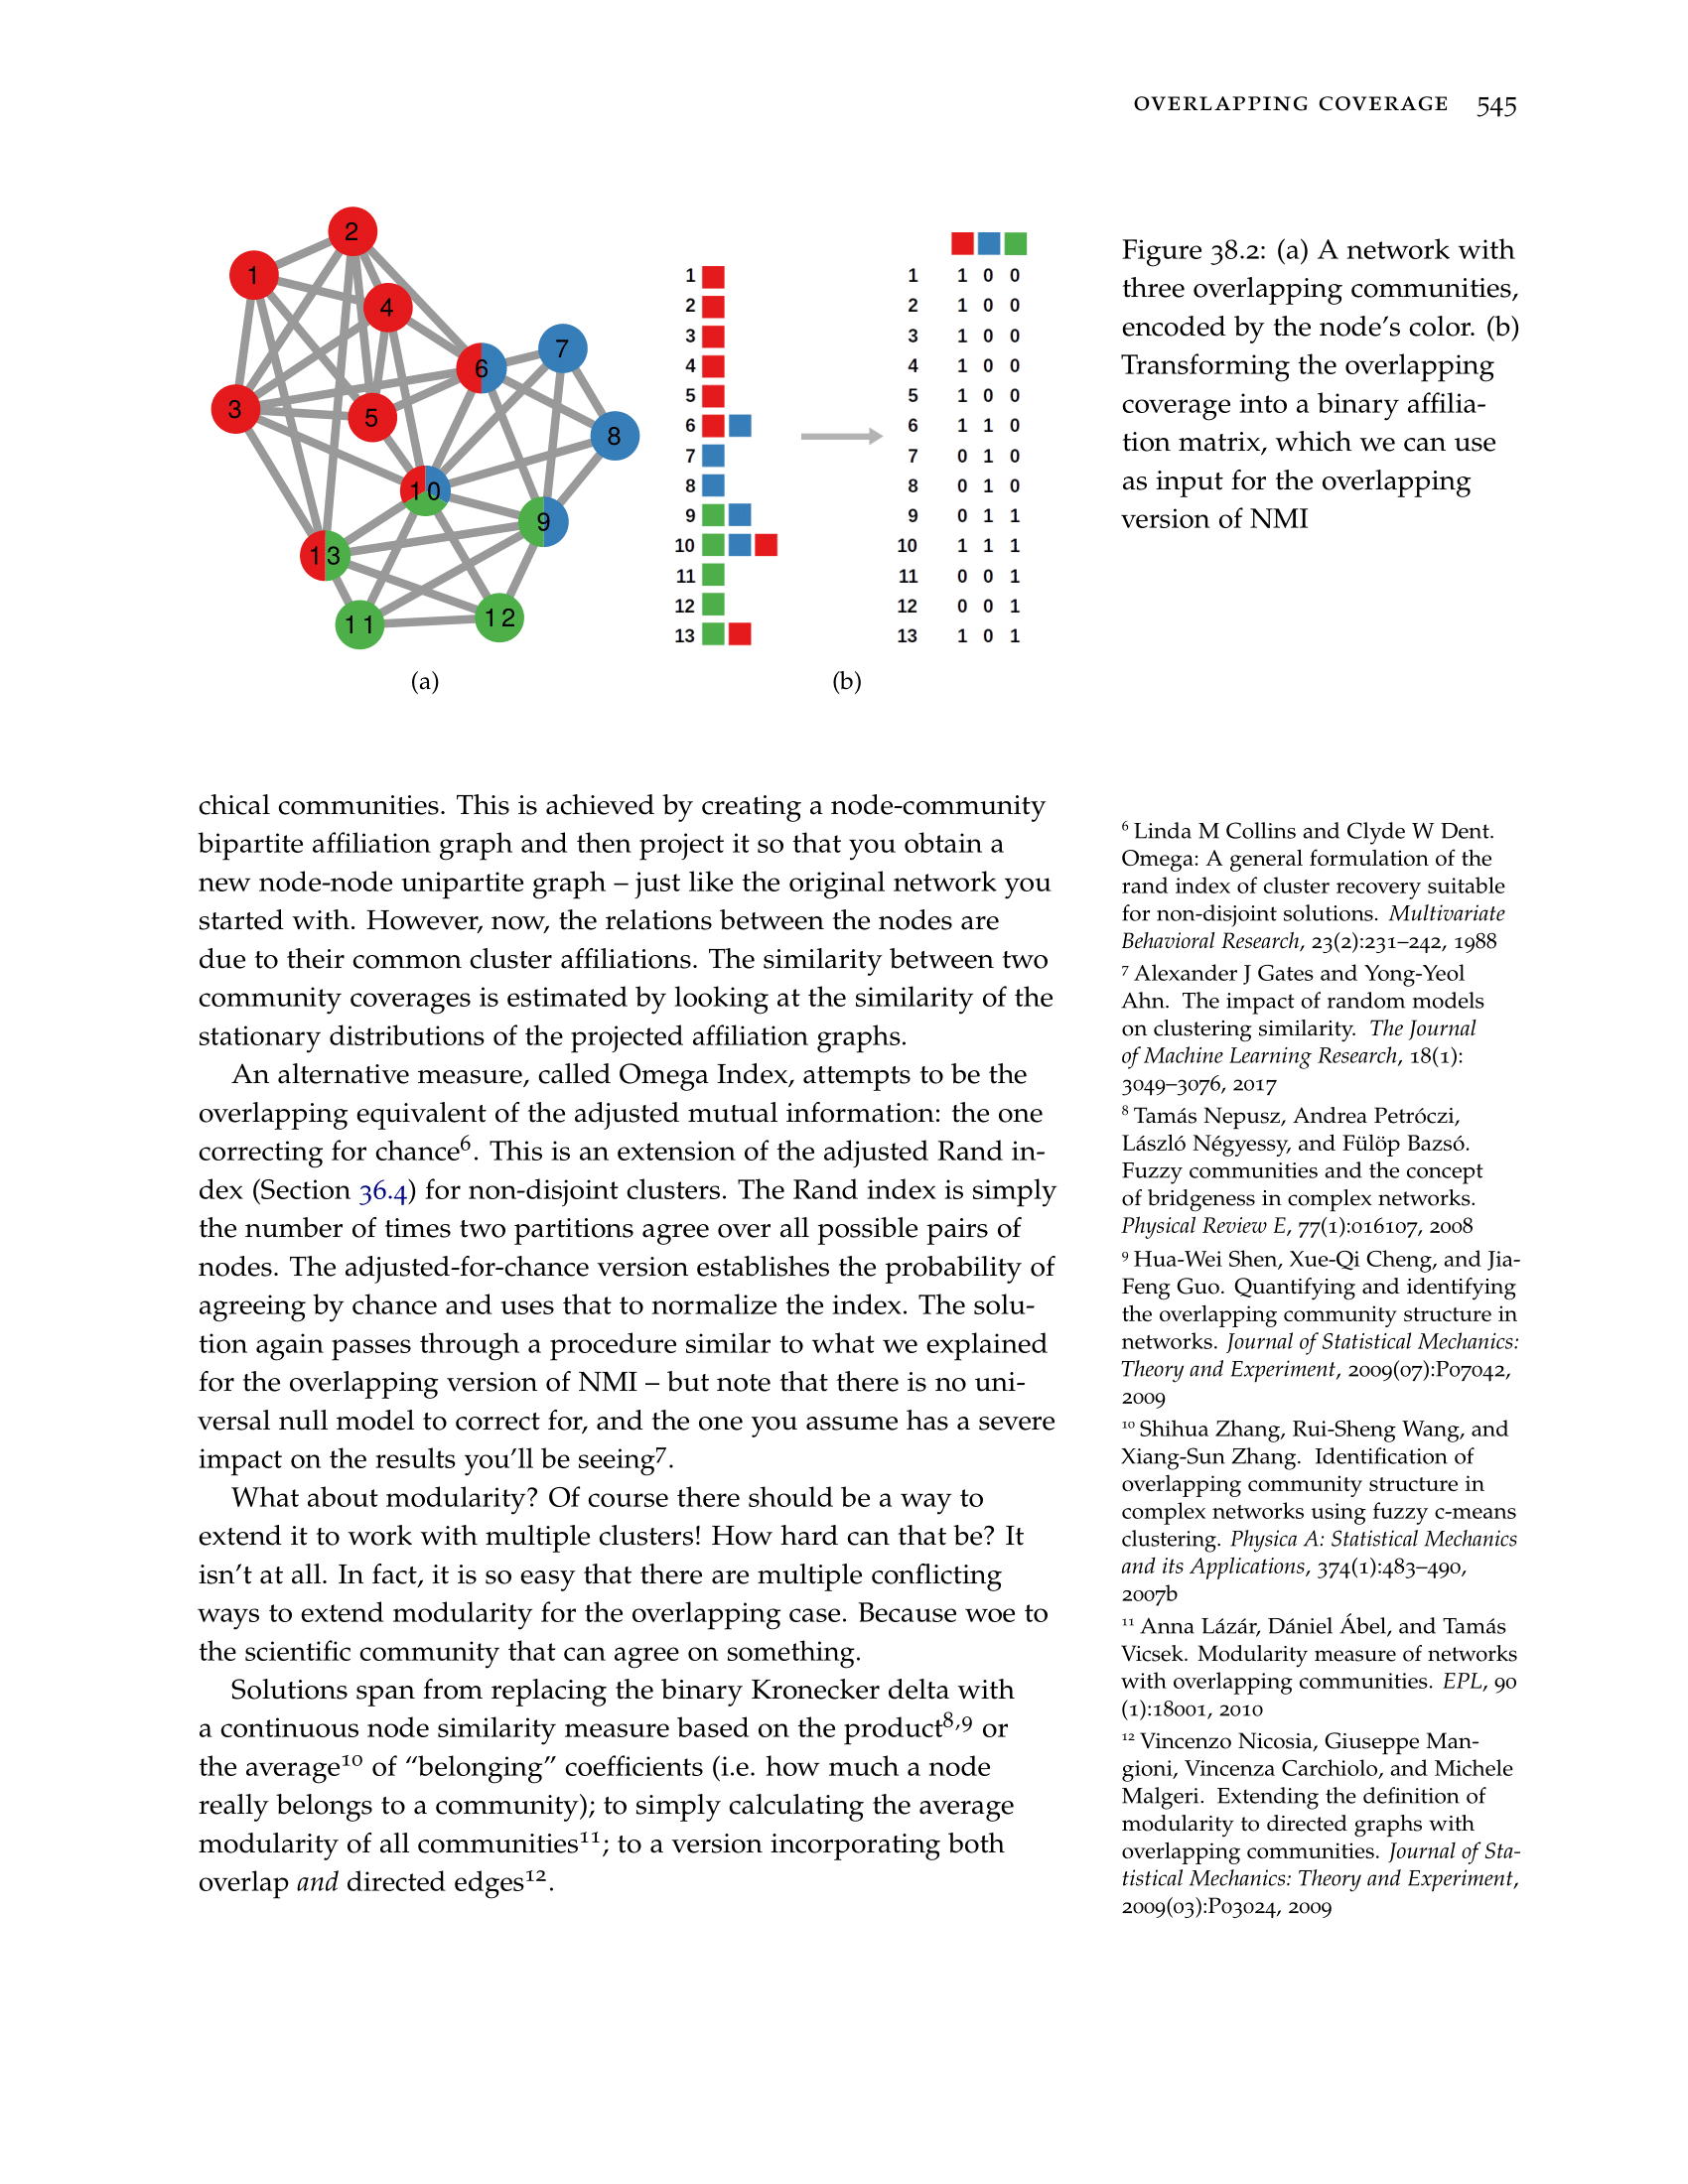 OVERLAPPING COVERAGE 545
2
1
4
7
6
3
5
8
10
9
13
11
12
(a)
1
2
3
4
5
6
7
8
9
10
11
12
13
1 1 0 0
2 1 0 0
3 1 0 0
4 1 0 0
5 1 0 0
6 1 1 0
7 0 1 0
8 0 1 0
9 0 1 1
10 1 1 1
11 0 0 1
12 0 0 1
13 1 0 1
(b)
Figure 38.2: (a) A network with
three overlapping communities,
encoded by the node's color. (b)
Transforming the overlapping
coverage into a binary affilia-
tion matrix, which we can use
as input for the overlapping
version of NMI
chical communities. This is achieved by creating a node-community
bipartite affiliation graph and then project it so that you obtain a
new node-node unipartite graph – just like the original network you
started with. However, now, the relations between the nodes are
due to their common cluster affiliations. The similarity between two
community coverages is estimated by looking at the similarity of the
stationary distributions of the projected affiliation graphs.
An alternative measure, called Omega Index, attempts to be the
overlapping equivalent of the adjusted mutual information: the one
correcting for chance⁶. This is an extension of the adjusted Rand in-
dex (Section 36.4) for non-disjoint clusters. The Rand index is simply
the number of times two partitions agree over all possible pairs of
nodes. The adjusted-for-chance version establishes the probability of
agreeing by chance and uses that to normalize the index. The solu-
tion again passes through a procedure similar to what we explained
for the overlapping version of NMI – but note that there is no uni-
versal null model to correct for, and the one you assume has a severe
impact on the results you'll be seeing⁷.
What about modularity? Of course there should be a way to
extend it to work with multiple clusters! How hard can that be? It
isn't at all. In fact, it is so easy that there are multiple conflicting
ways to extend modularity for the overlapping case. Because woe to
the scientific community that can agree on something.
Solutions span from replacing the binary Kronecker delta with
a continuous node similarity measure based on the product⁸,⁹ or
the average¹⁰ of “belonging” coefficients (i.e. how much a node
really belongs to a community); to simply calculating the average
modularity of all communities¹¹; to a version incorporating both
overlap and directed edges¹².
⁶ Linda M Collins and Clyde W Dent.
Omega: A general formulation of the
rand index of cluster recovery suitable
for non-disjoint solutions. Multivariate
Behavioral Research, 23(2):231–242, 1988
⁷ Alexander J Gates and Yong-Yeol
Ahn. The impact of random models
on clustering similarity. The Journal
of Machine Learning Research, 18(1):
3049–3076, 2017
⁸ Tamás Nepusz, Andrea Petróczi,
László Négyessy, and Fülöp Bazsó.
Fuzzy communities and the concept
of bridgeness in complex networks.
Physical Review E, 77(1):016107, 2008
⁹ Hua-Wei Shen, Xue-Qi Cheng, and Jia-
Feng Guo. Quantifying and identifying
the overlapping community structure in
networks. Journal of Statistical Mechanics:
Theory and Experiment, 2009(07):P07042,
2009
¹⁰ Shihua Zhang, Rui-Sheng Wang, and
Xiang-Sun Zhang. Identification of
overlapping community structure in
complex networks using fuzzy c-means
clustering. Physica A: Statistical Mechanics
and its Applications, 374(1):483–490,
2007b
¹¹ Anna Lázár, Dániel Ábel, and Tamás
Vicsek. Modularity measure of networks
with overlapping communities. EPL, 90
(1):18001, 2010
¹² Vincenzo Nicosia, Giuseppe Man-
gioni, Vincenza Carchiolo, and Michele
Malgeri. Extending the definition of
modularity to directed graphs with
overlapping communities. Journal of Sta-
tistical Mechanics: Theory and Experiment,
2009(03):P03024, 2009